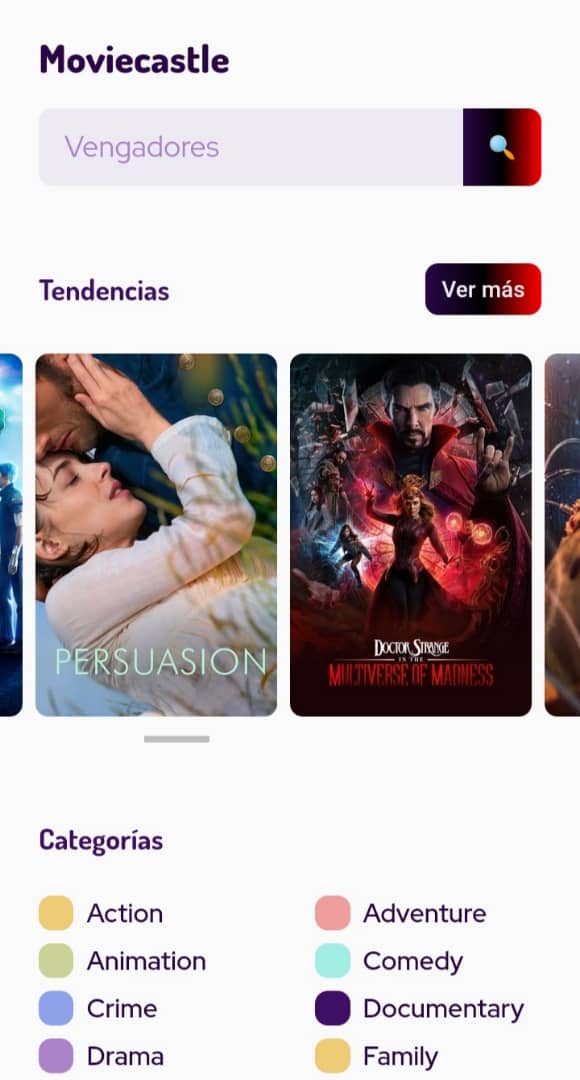 Moviecastle
Vengadores
Tendencias
Ver más
PERSUASION
DOCTOR STRANGE
IN THE
MULTIVERSE OF MADNESS
Categorías
Action
Adventure
Animation
Comedy
Crime
Documentary
Drama
Family